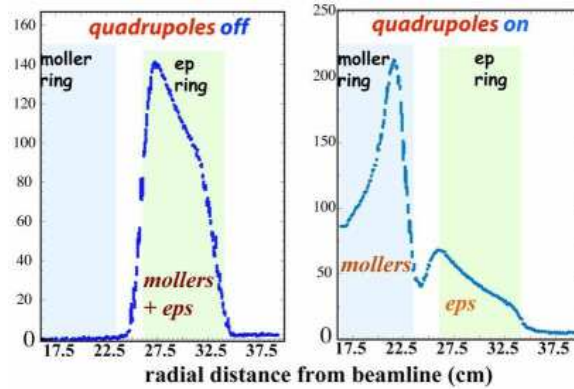 quadrupoles off
moller ring
ep ring
140
120
100
80
60
40
20
0
mollers + eps
17.5 22.5 27.5 32.5 37.5
quadrupoles on
250
moller ring
ep ring
200
150
100
50
0
mollers
eps
17.5 22.5 27.5 32.5 37.5
radial distance from beamline (cm)